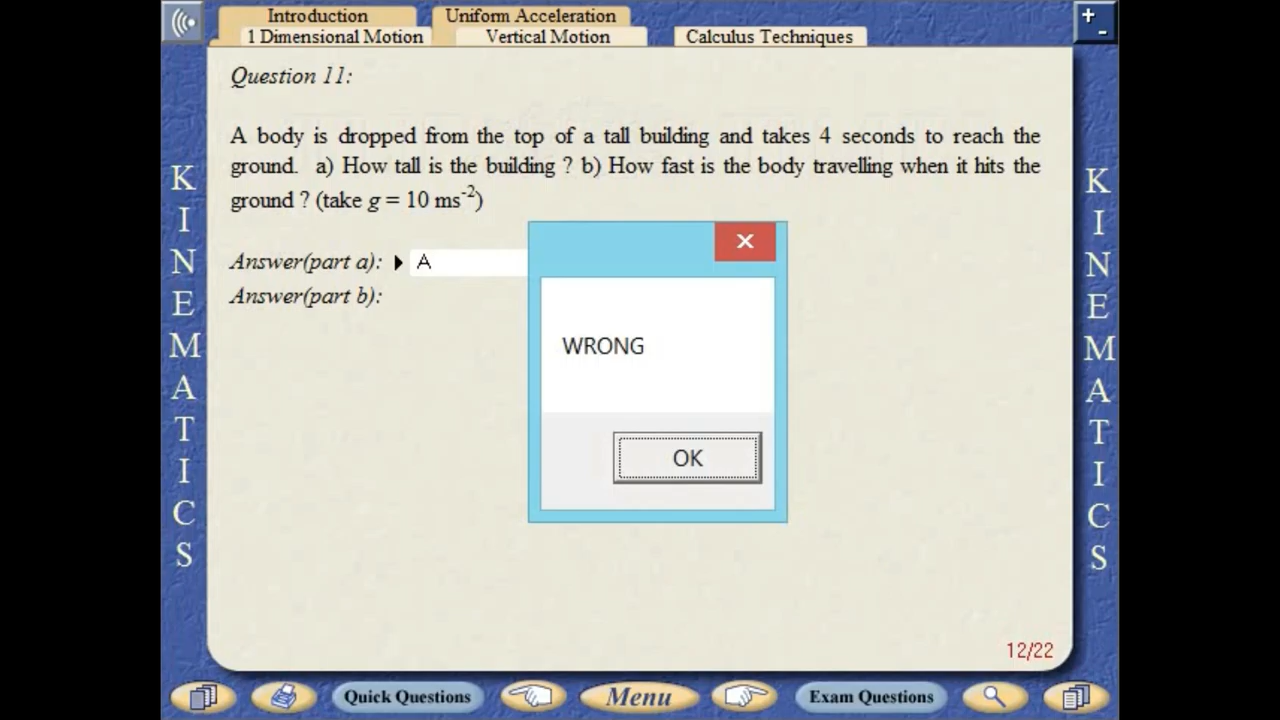 Introduction
Uniform Acceleration
1 Dimensional Motion
Vertical Motion
Calculus Techniques
+
-
Question 11:
A body is dropped from the top of a tall building and takes 4 seconds to reach the
ground. a) How tall is the building ? b) How fast is the body travelling when it hits the
ground ? (take g = 10 ms⁻²)
Answer(part a): A
Answer(part b):
WRONG
OK
KINEMATICS
KINEMATICS
12/22
Quick Questions
Menu
Exam Questions